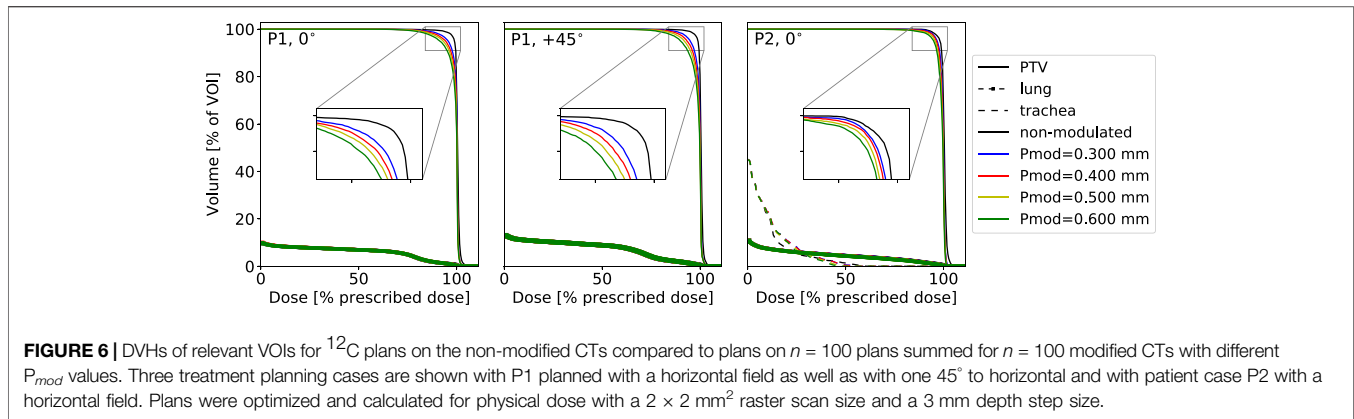 P1, 0°
P1, +45°
P2, 0°
Volume [% of VOI]
100
80
60
40
20
0
0
50
100
Dose [% prescribed dose]
0
50
100
Dose [% prescribed dose]
0
50
100
Dose [% prescribed dose]
PTV
lung
trachea
non-modulated
Pmod=0.300 mm
Pmod=0.400 mm
Pmod=0.500 mm
Pmod=0.600 mm
FIGURE 6 | DVHs of relevant VOIs for ¹²C plans on the non-modified CTs compared to plans on n = 100 plans summed for n = 100 modified CTs with different
Pmod values. Three treatment planning cases are shown with P1 planned with a horizontal field as well as with one 45° to horizontal and with patient case P2 with a
horizontal field. Plans were optimized and calculated for physical dose with a 2 × 2 mm² raster scan size and a 3 mm depth step size.